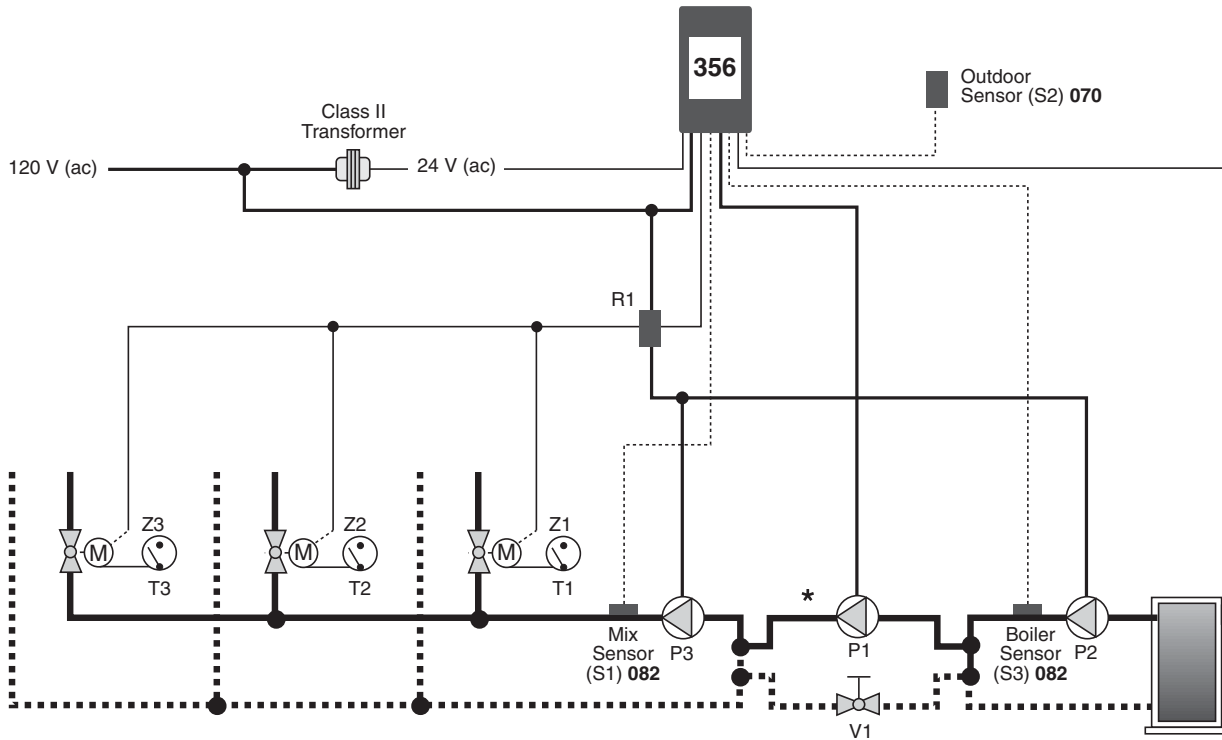 356
Outdoor
Sensor (S2) 070
Class II
Transformer
120 V (ac)
24 V (ac)
R1
Z3
M
T3
Z2
M
T2
Z1
M
T1
*
Mix
Sensor
(S1) 082
P3
P1
Boiler
Sensor
(S3) 082
P2
V1